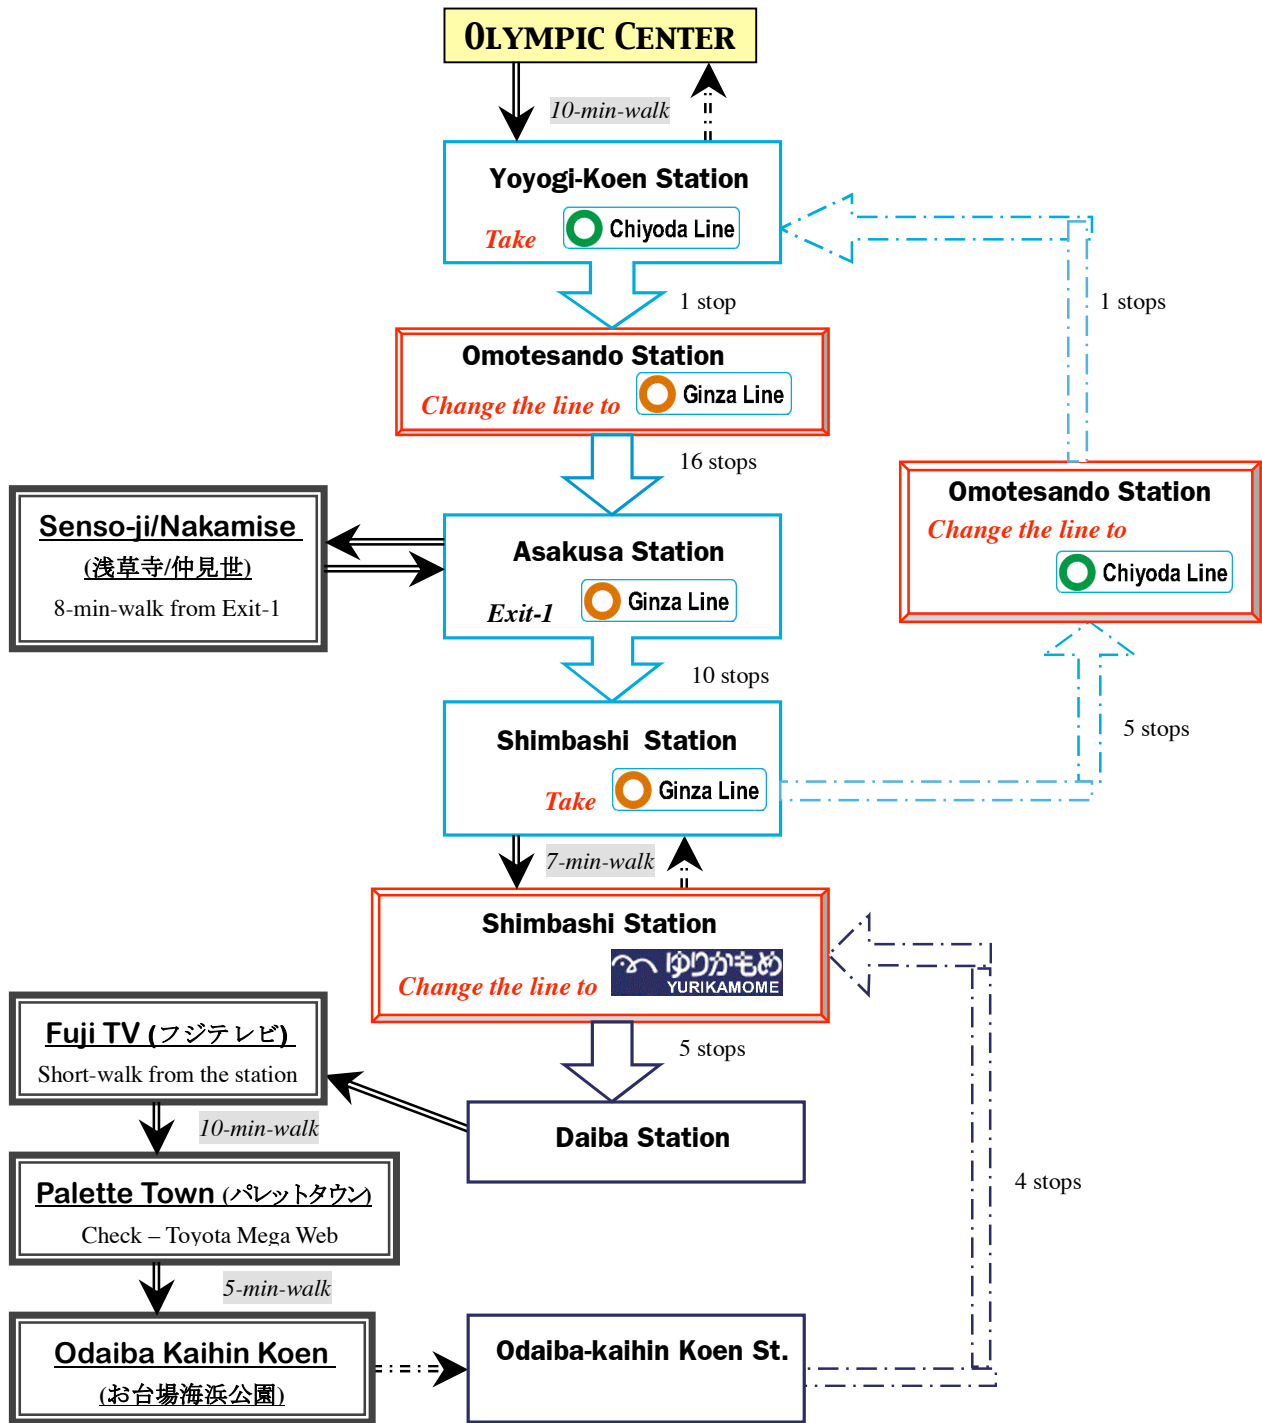 OLYMPIC CENTER
10-min-walk
Yoyogi-Koen Station
Take Chiyoda Line
1 stop
1 stops
Omotesando Station
Change the line to Ginza Line
16 stops
Omotesando Station
Change the line to
Chiyoda Line
Senso-ji/Nakamise
(浅草寺/仲見世)
8-min-walk from Exit-1
Asakusa Station
Exit-1 Ginza Line
10 stops
5 stops
Shimbashi Station
Take Ginza Line
7-min-walk
Shimbashi Station
Change the line to ゆりかもめ
YURIKAMOME
5 stops
Fuji TV (フジテレビ)
Short-walk from the station
10-min-walk
Daiba Station
Palette Town (パレットタウン)
Check – Toyota Mega Web
4 stops
5-min-walk
Odaiba Kaihin Koen
(お台場海浜公園)
Odaiba-kaihin Koen St.